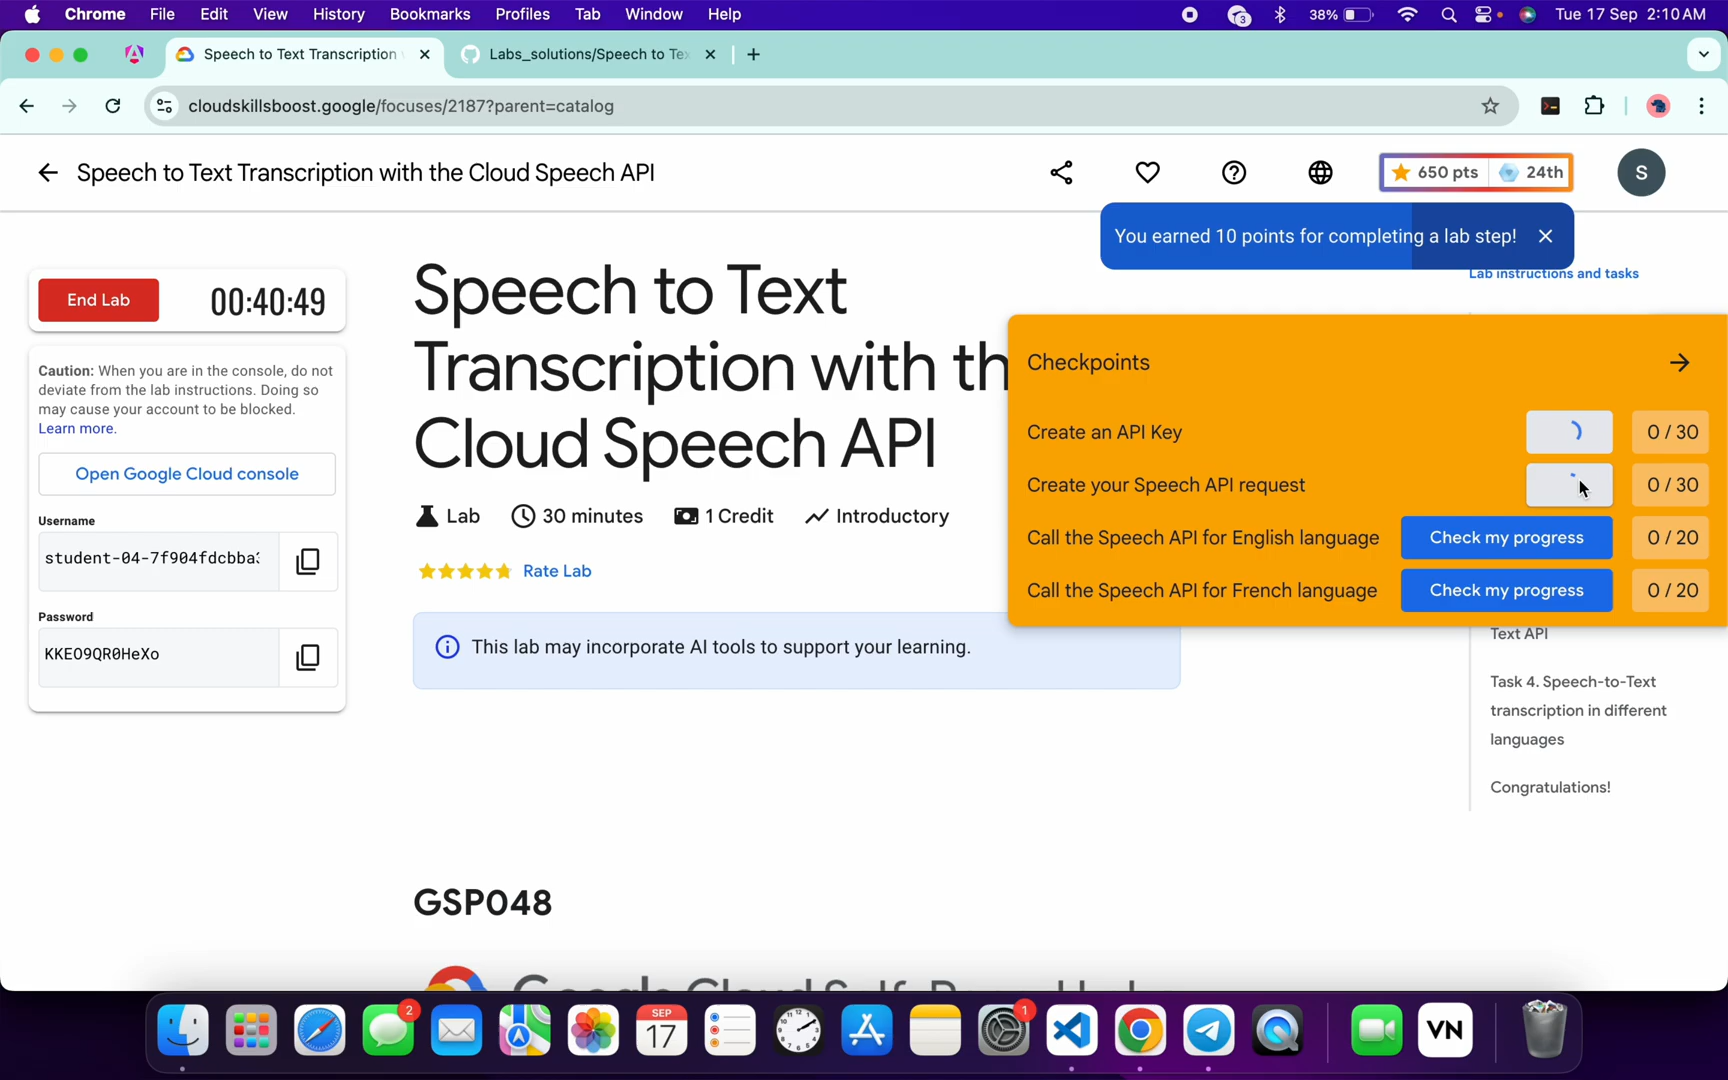 Chrome File Edit View History Bookmarks Profiles Tab Window Help 3 38% Tue 17 Sep 2:10 AM
Speech to Text Transcription Labs_solutions/Speech to Te
cloudskillsboost.google/focuses/2187?parent=catalog
Speech to Text Transcription with the Cloud Speech API 650 pts 24th S
You earned 10 points for completing a lab step!
Lab instructions and tasks
End Lab 00:40:49
Caution: When you are in the console, do not
deviate from the lab instructions. Doing so
may cause your account to be blocked.
Learn more.
Open Google Cloud console
Username
student-04-7f904fdcbba
Password
KKEO9QR0HeXo
Speech to Text
Transcription with th
Cloud Speech API
Lab 30 minutes 1 Credit Introductory
Rate Lab
This lab may incorporate AI tools to support your learning.
GSP048
Checkpoints
Create an API Key 0 / 30
Create your Speech API request 0 / 30
Call the Speech API for English language Check my progress 0 / 20
Call the Speech API for French language Check my progress 0 / 20
Text API
Task 4. Speech-to-Text
transcription in different
languages
Congratulations!
2 SEP 17 1 VN